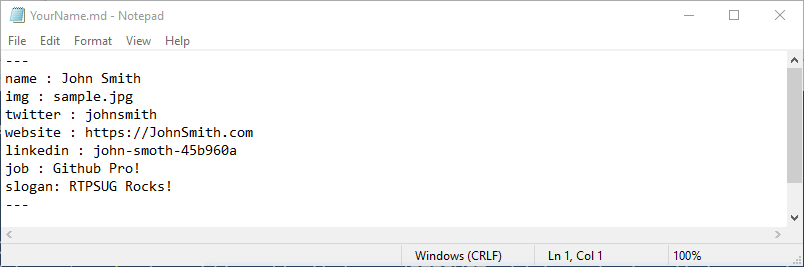 YourName.md - Notepad
File Edit Format View Help
---
name : John Smith
img : sample.jpg
twitter : johnsmith
website : https://JohnSmith.com
linkedin : john-smoth-45b960a
job : Github Pro!
slogan: RTPSUG Rocks!
---
Windows (CRLF) Ln 1, Col 1 100%